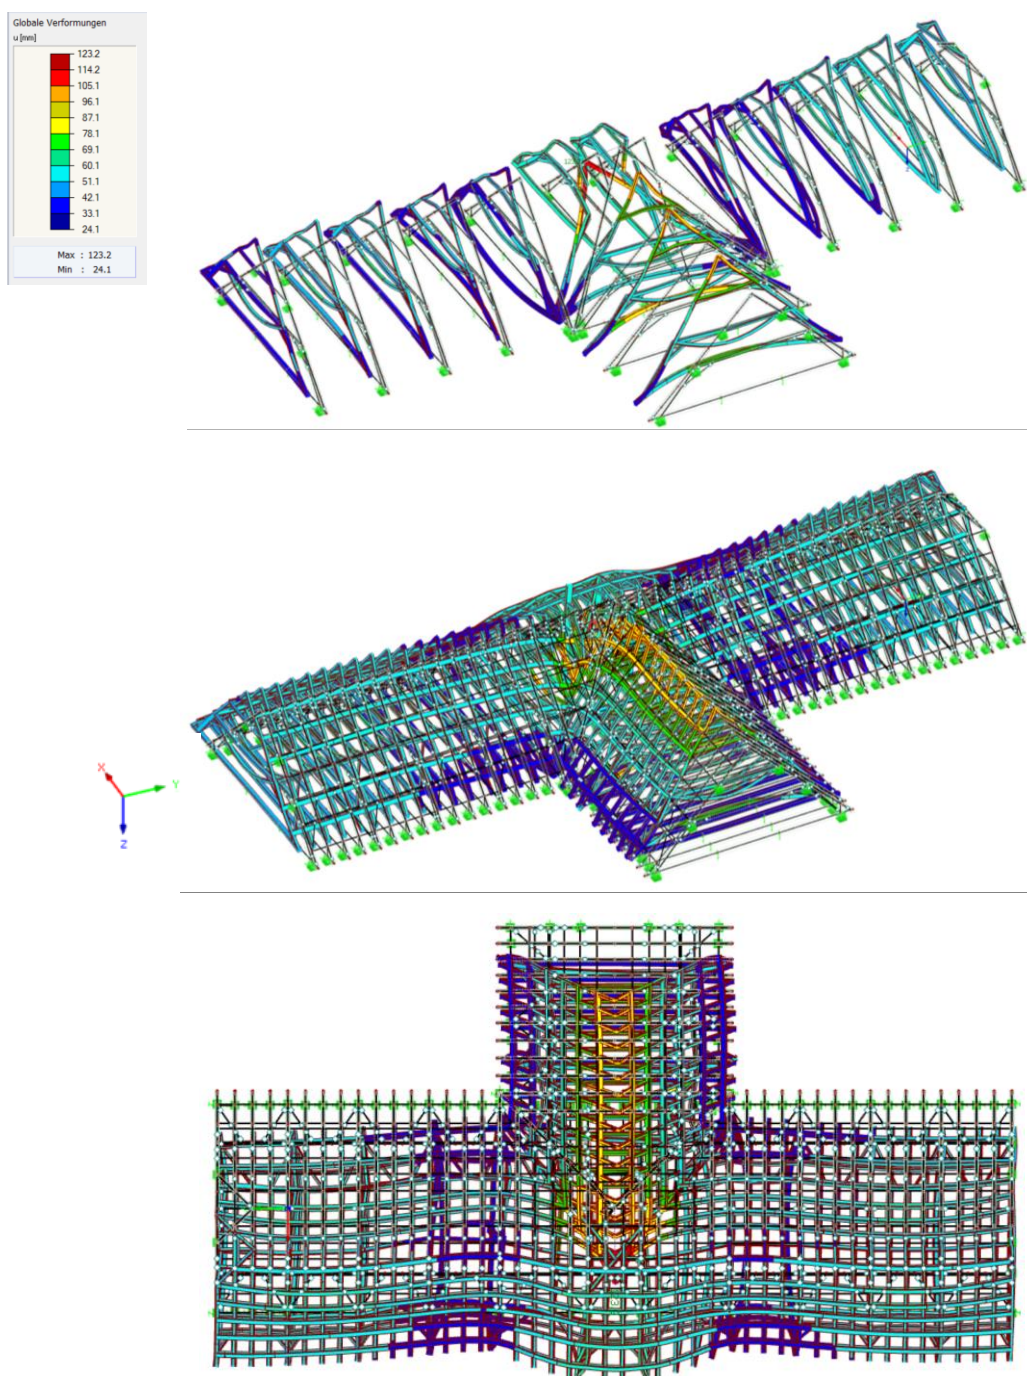 Globale Verformungen
u [mm]
123.2
114.2
105.1
96.1
87.1
78.1
69.1
60.1
51.1
42.1
33.1
24.1
Max : 123.2
Min : 24.1
X
Y
Z